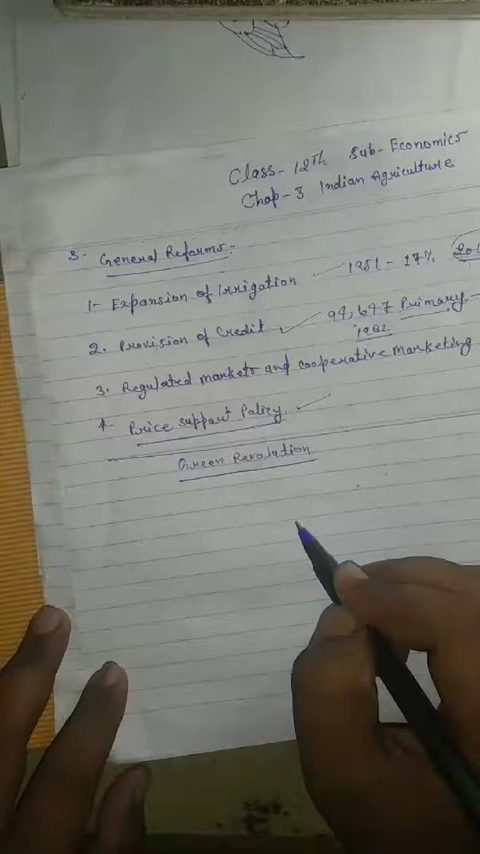 Class-12Th Sub-Economics
Chap-3 Indian Agriculture
3- General Reforms-
1- Expansion of Irrigation 1951-17% 201
2. Provision of Credit 94,647 Primary-
1982
3. Regulated markets and cooperative marketing
4- Price support Policy
Green Revolution